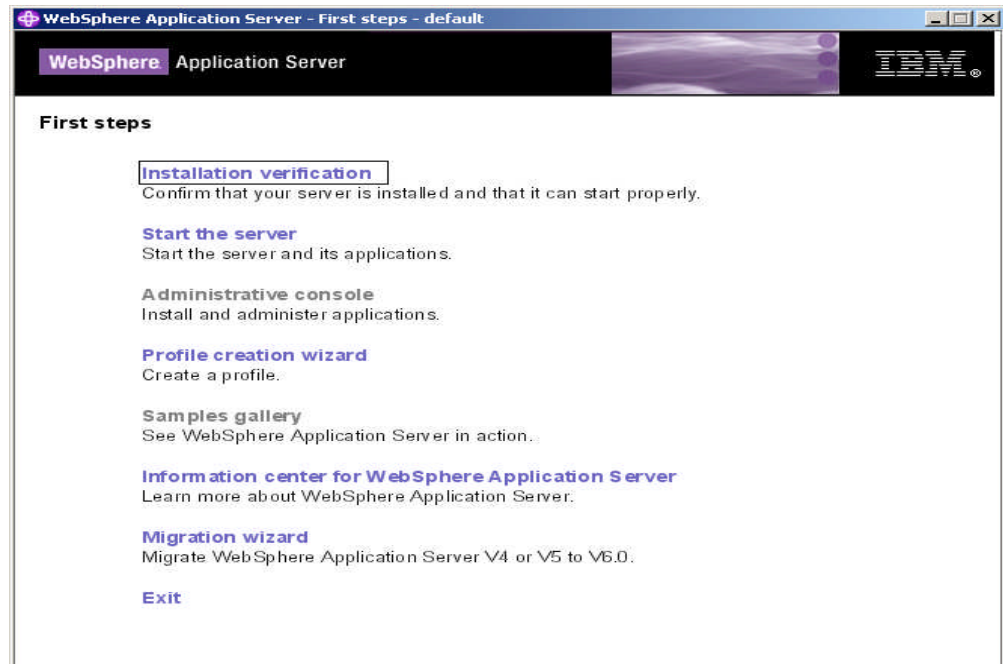 WebSphere Application Server - First steps - default
WebSphere Application Server
IBM®
First steps
Installation verification
Confirm that your server is installed and that it can start properly.
Start the server
Start the server and its applications.
Administrative console
Install and administer applications.
Profile creation wizard
Create a profile.
Samples gallery
See WebSphere Application Server in action.
Information center for WebSphere Application Server
Learn more about WebSphere Application Server.
Migration wizard
Migrate WebSphere Application Server V4 or V5 to V6.0.
Exit